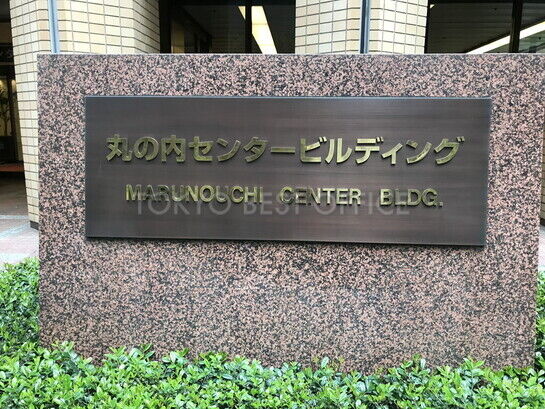 丸の内センタービルディング
MARUNOUCHI CENTER BLDG.
TOKYO BEST OFFICE